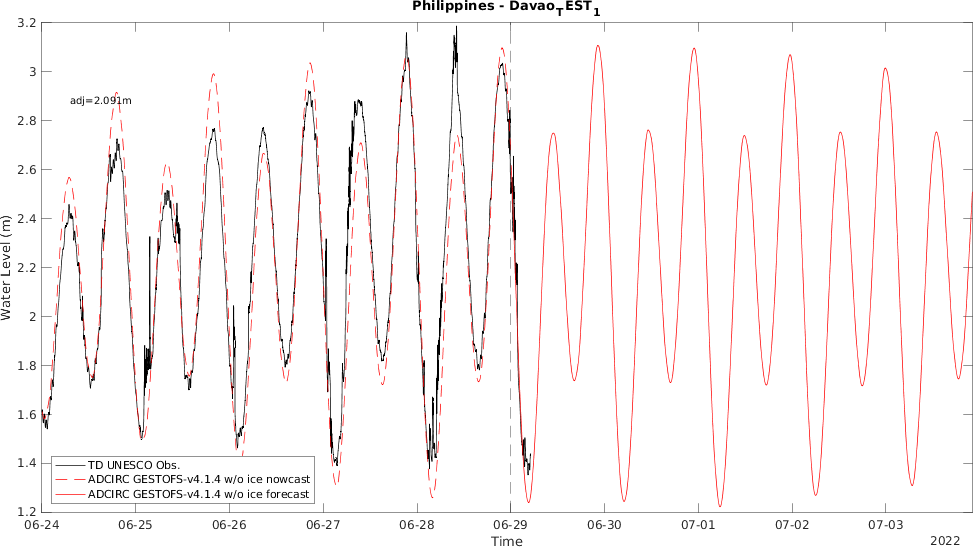 Philippines - Davao_TEST_1
3.2
3
2.8
2.6
2.4
2.2
2
1.8
1.6
1.4
1.2
Water Level (m)
adj=2.091m
TD UNESCO Obs.
ADCIRC GESTOFS-v4.1.4 w/o ice nowcast
ADCIRC GESTOFS-v4.1.4 w/o ice forecast
06-24 06-25 06-26 06-27 06-28 06-29 06-30 07-01 07-02 07-03
Time
2022